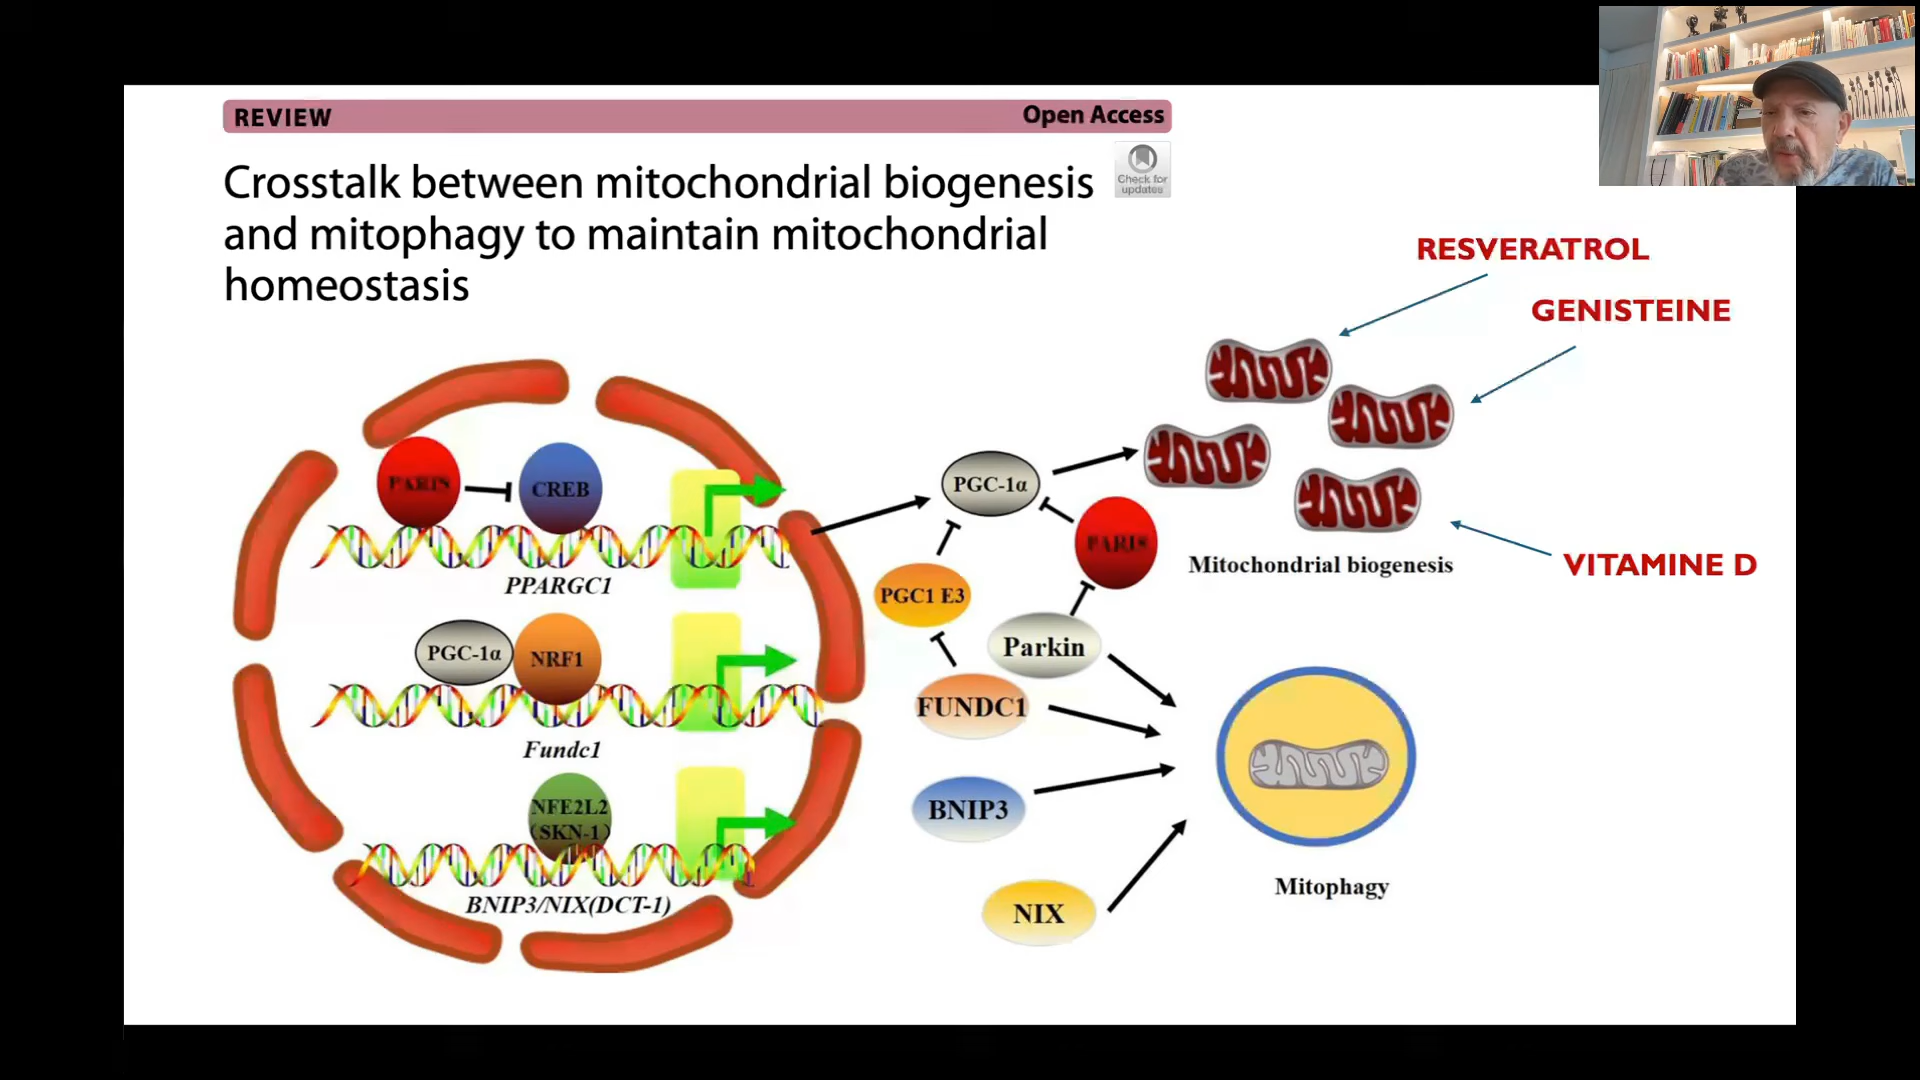 REVIEW
Open Access
Crosstalk between mitochondrial biogenesis
and mitophagy to maintain mitochondrial
homeostasis
Check for
updates
RESVERATROL
GENISTEINE
PARIS
CREB
PPARGC1
PGC-1α
PARIS
Mitochondrial biogenesis
VITAMINE D
PGC1 E3
Parkin
PGC-1α
NRF1
Fundc1
FUNDC1
NFE2L2
(SKN-1)
BNIP3/NIX(DCT-1)
BNIP3
NIX
Mitophagy